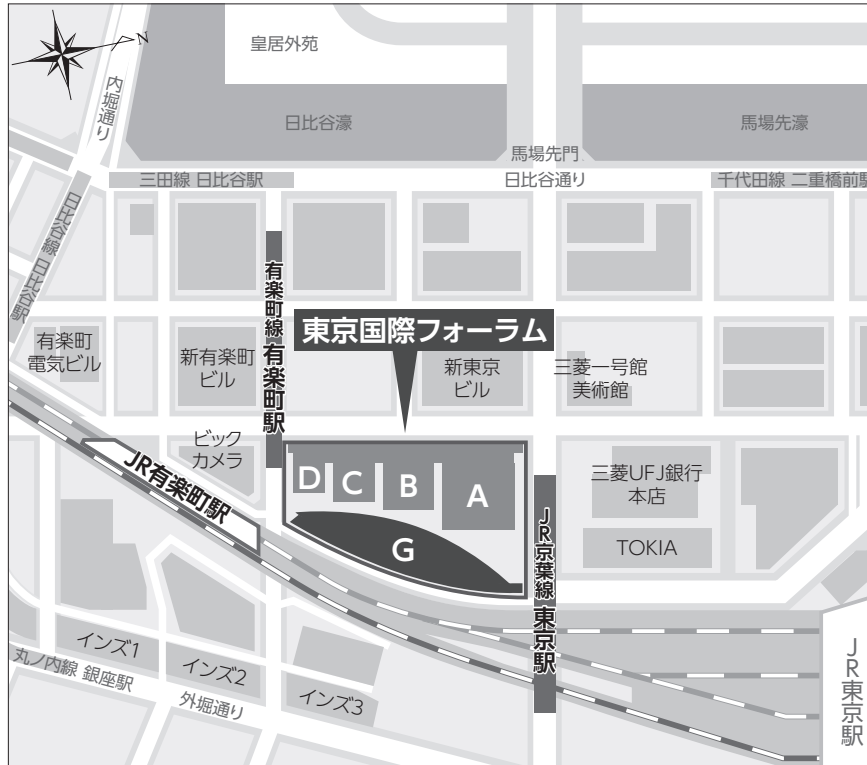 N
皇居外苑
内堀通り
日比谷濠
馬場先濠
馬場先門
日比谷通り
三田線 日比谷駅
千代田線 二重橋前駅
日比谷線 日比谷駅
有楽町線 有楽町駅
東京国際フォーラム
有楽町
電気ビル
新有楽町
ビル
新東京
ビル
三菱一号館
美術館
ビック
カメラ
JR有楽町駅
D
C
B
A
G
三菱UFJ銀行
本店
TOKIA
JR京葉線 東京駅
インズ1
インズ2
インズ3
丸ノ内線 銀座駅
外堀通り
JR東京駅